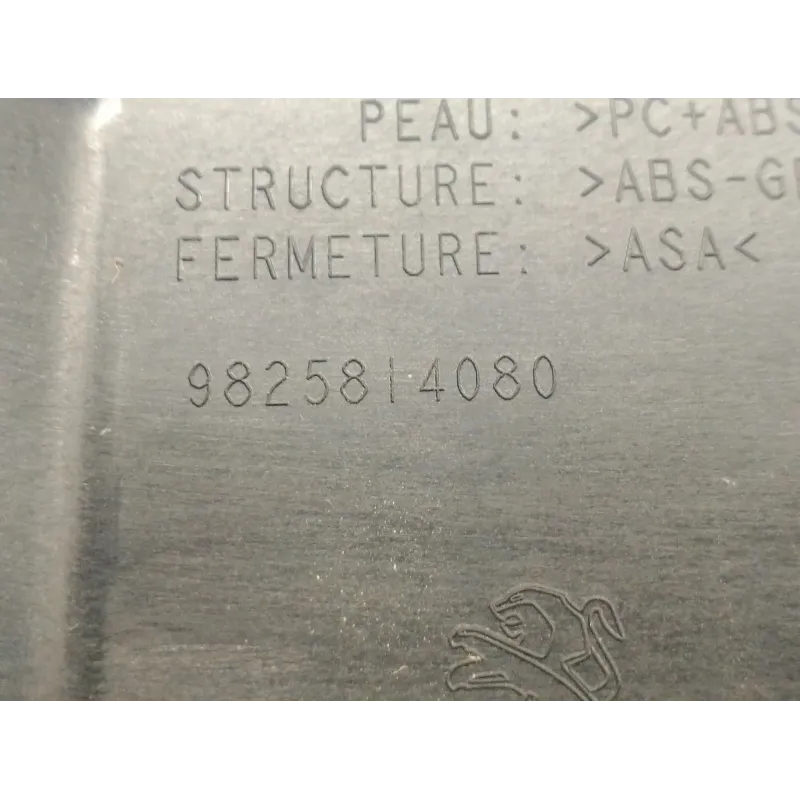 PEAU: >PC+ABS
STRUCTURE: >ABS-G
FERMETURE: >ASA<
9825814080